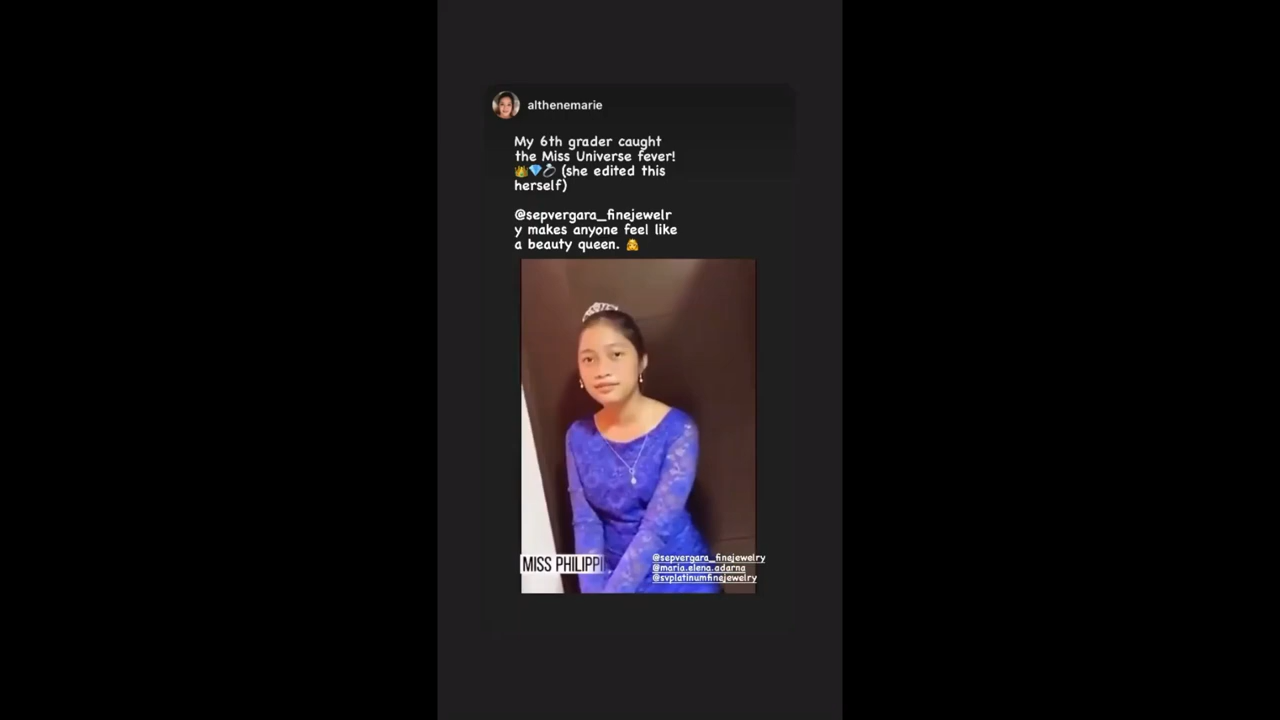 althenemarie
My 6th grader caught
the Miss Universe fever!
👑💎💍 (she edited this
herself)
@sepvergara_finejewelr
y makes anyone feel like
a beauty queen. 👸
MISS PHILIPPI
@sepvergara_finejewelry
@maria.elena.adarna
@svplatinumfinejewelry